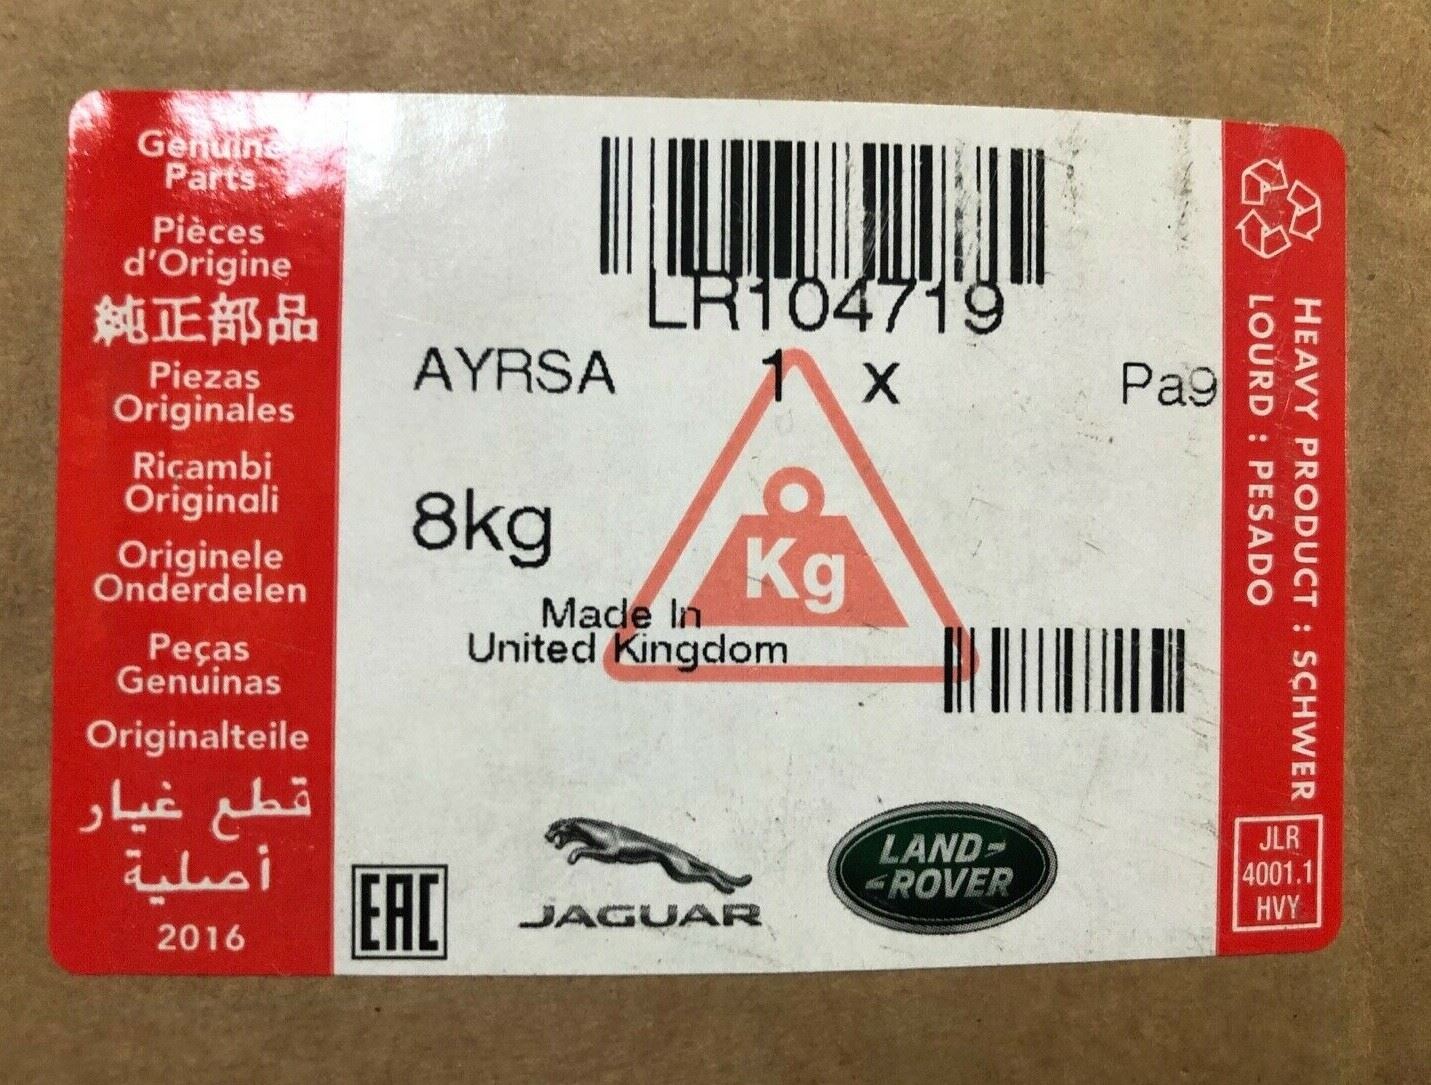 Genuine
Parts
Pièces
d'Origine
純正部品
Piezas
Originales
Ricambi
Originali
Originele
Onderdelen
Peças
Genuinas
Originalteile
قطع غيار
أصلية
2016
LR104719
AYRSA 1 x Pa9
8kg
Kg
Made In
United Kingdom
EAC
JAGUAR
LAND-
-ROVER
HEAVY PRODUCT : SCHWER
LOURD : PESADO
JLR
4001.1
HVY